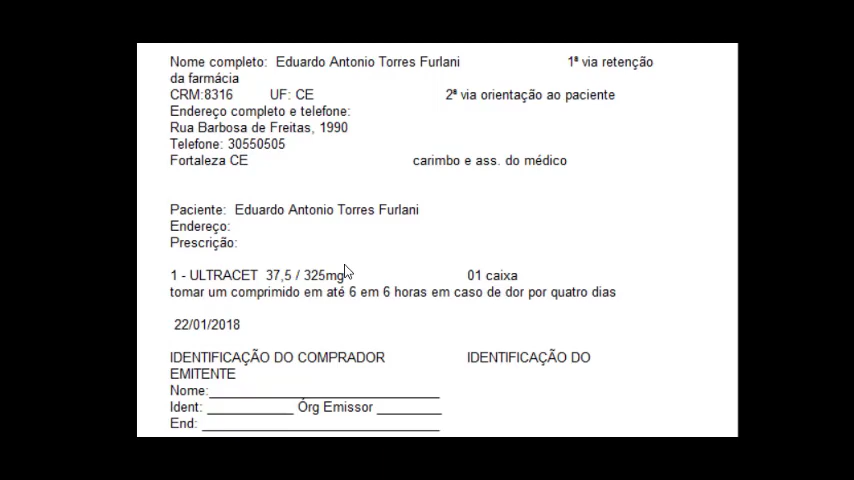 Nome completo: Eduardo Antonio Torres Furlani 1ª via retenção
da farmácia
CRM:8316 UF: CE 2ª via orientação ao paciente
Endereço completo e telefone:
Rua Barbosa de Freitas, 1990
Telefone: 30550505
Fortaleza CE carimbo e ass. do médico
Paciente: Eduardo Antonio Torres Furlani
Endereço:
Prescrição:
1 - ULTRACET 37,5 / 325mg 01 caixa
tomar um comprimido em até 6 em 6 horas em caso de dor por quatro dias
22/01/2018
IDENTIFICAÇÃO DO COMPRADOR IDENTIFICAÇÃO DO
EMITENTE
Nome:____________________________
Ident: ___________ Órg Emissor ________
End: _____________________________